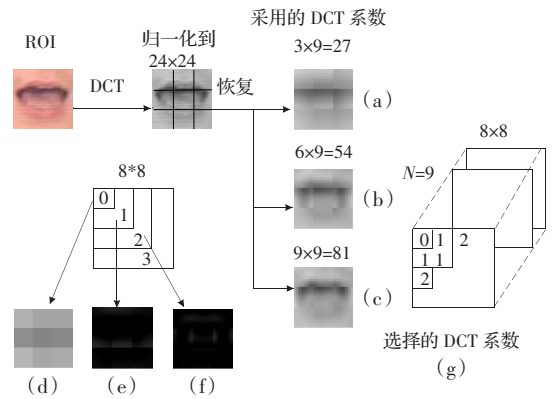 采用的 DCT 系数
ROI
归一化到
24×24
3×9=27
DCT
恢复
(a)
8×8
6×9=54
N=9
8*8
(b)
0
1
2
3
0 1 2
1 1
2
9×9=81
(c)
选择的 DCT 系数
(d) (e) (f)
(g)